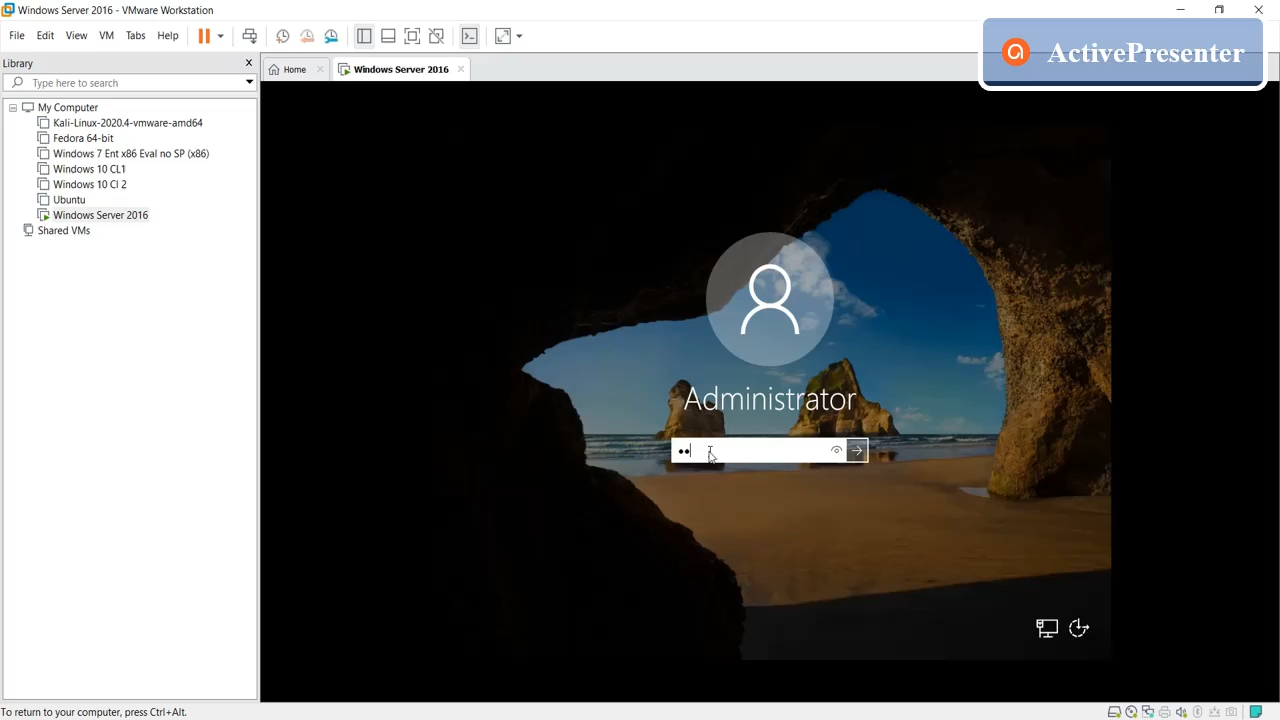 Windows Server 2016 - VMware Workstation
File Edit View VM Tabs Help
ActivePresenter
Library
Type here to search
Home
Windows Server 2016
My Computer
Kali-Linux-2020.4-vmware-amd64
Fedora 64-bit
Windows 7 Ent x86 Eval no SP (x86)
Windows 10 CL1
Windows 10 Cl 2
Ubuntu
Windows Server 2016
Shared VMs
Administrator
To return to your computer, press Ctrl+Alt.